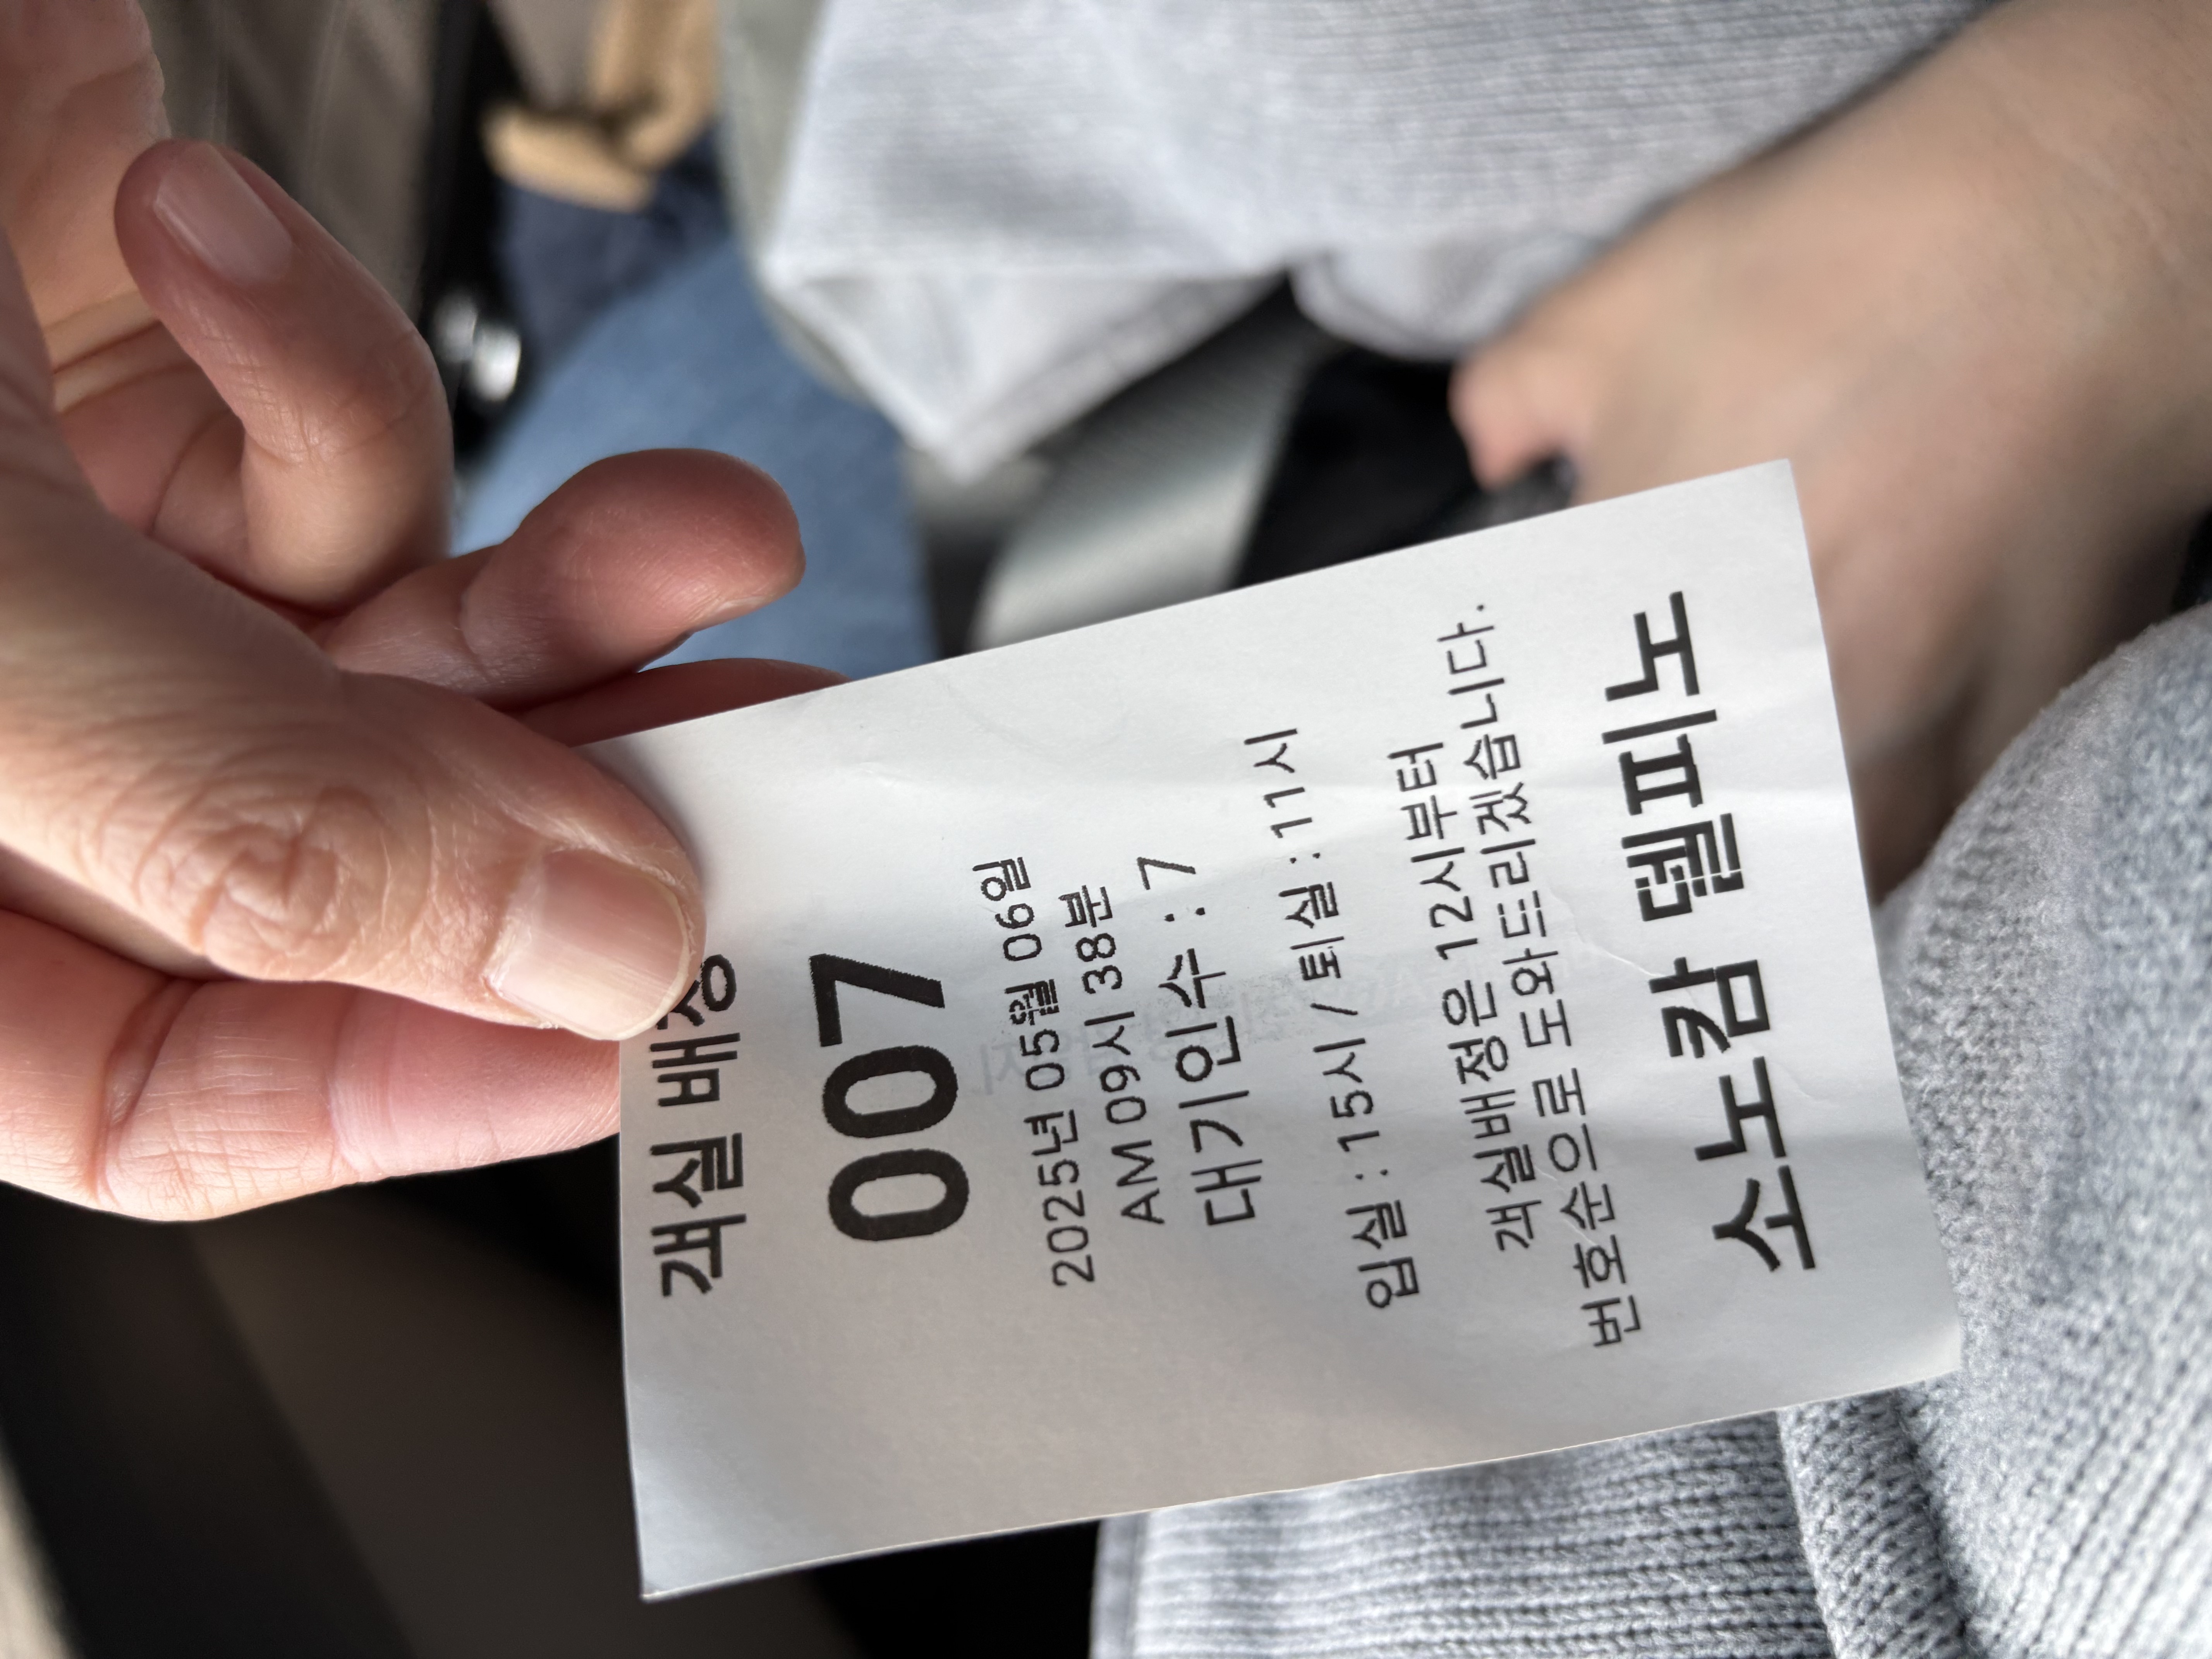 객실 배정
007
2025년 05월 06일
AM 09시 38분
대기인수 : 7
입실 : 15시 / 퇴실 : 11시
객실배정은 12시부터
번호순으로 도와드리겠습니다.
소노캄 델피노